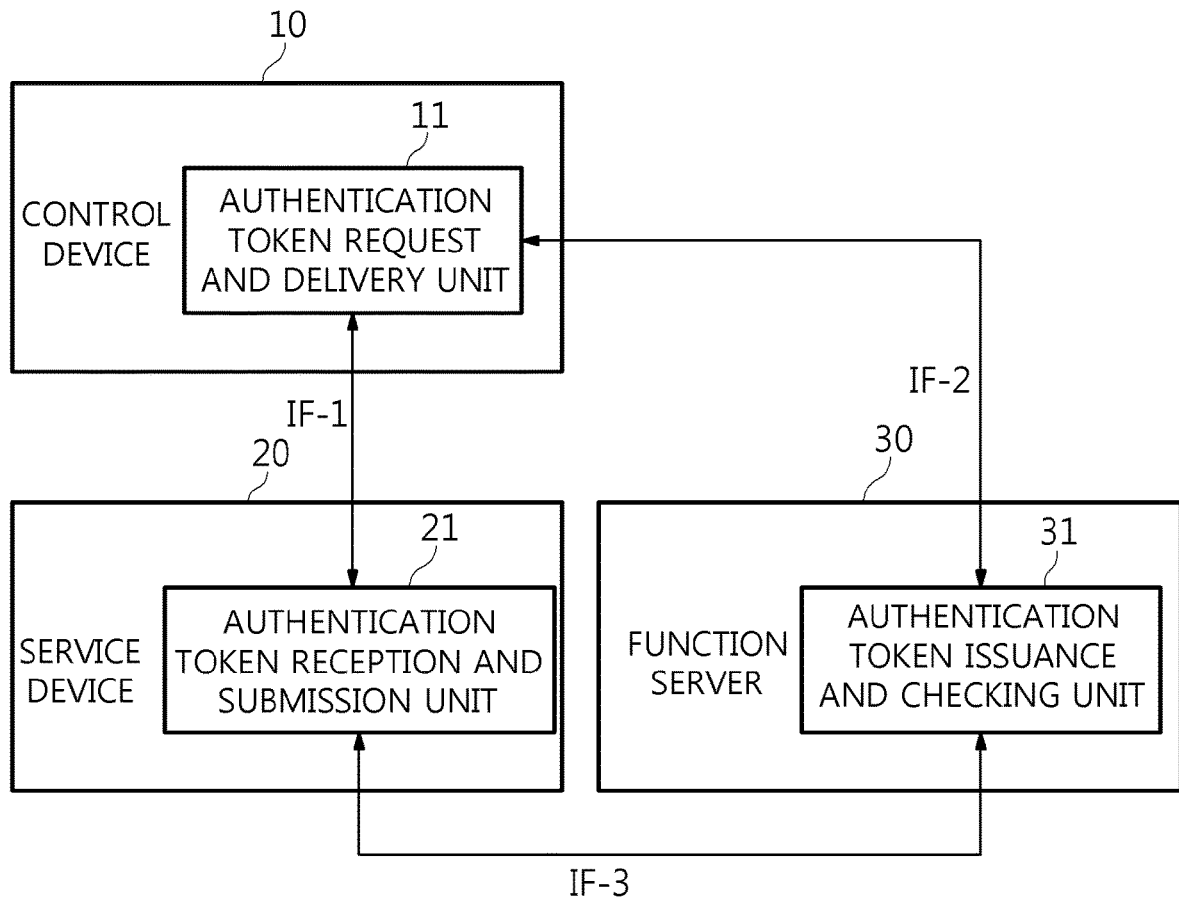 10
11
CONTROL
DEVICE
AUTHENTICATION
TOKEN REQUEST
AND DELIVERY UNIT
IF-1
IF-2
20
30
21
31
SERVICE
DEVICE
AUTHENTICATION
TOKEN RECEPTION AND
SUBMISSION UNIT
FUNCTION
SERVER
AUTHENTICATION
TOKEN ISSUANCE
AND CHECKING UNIT
IF-3